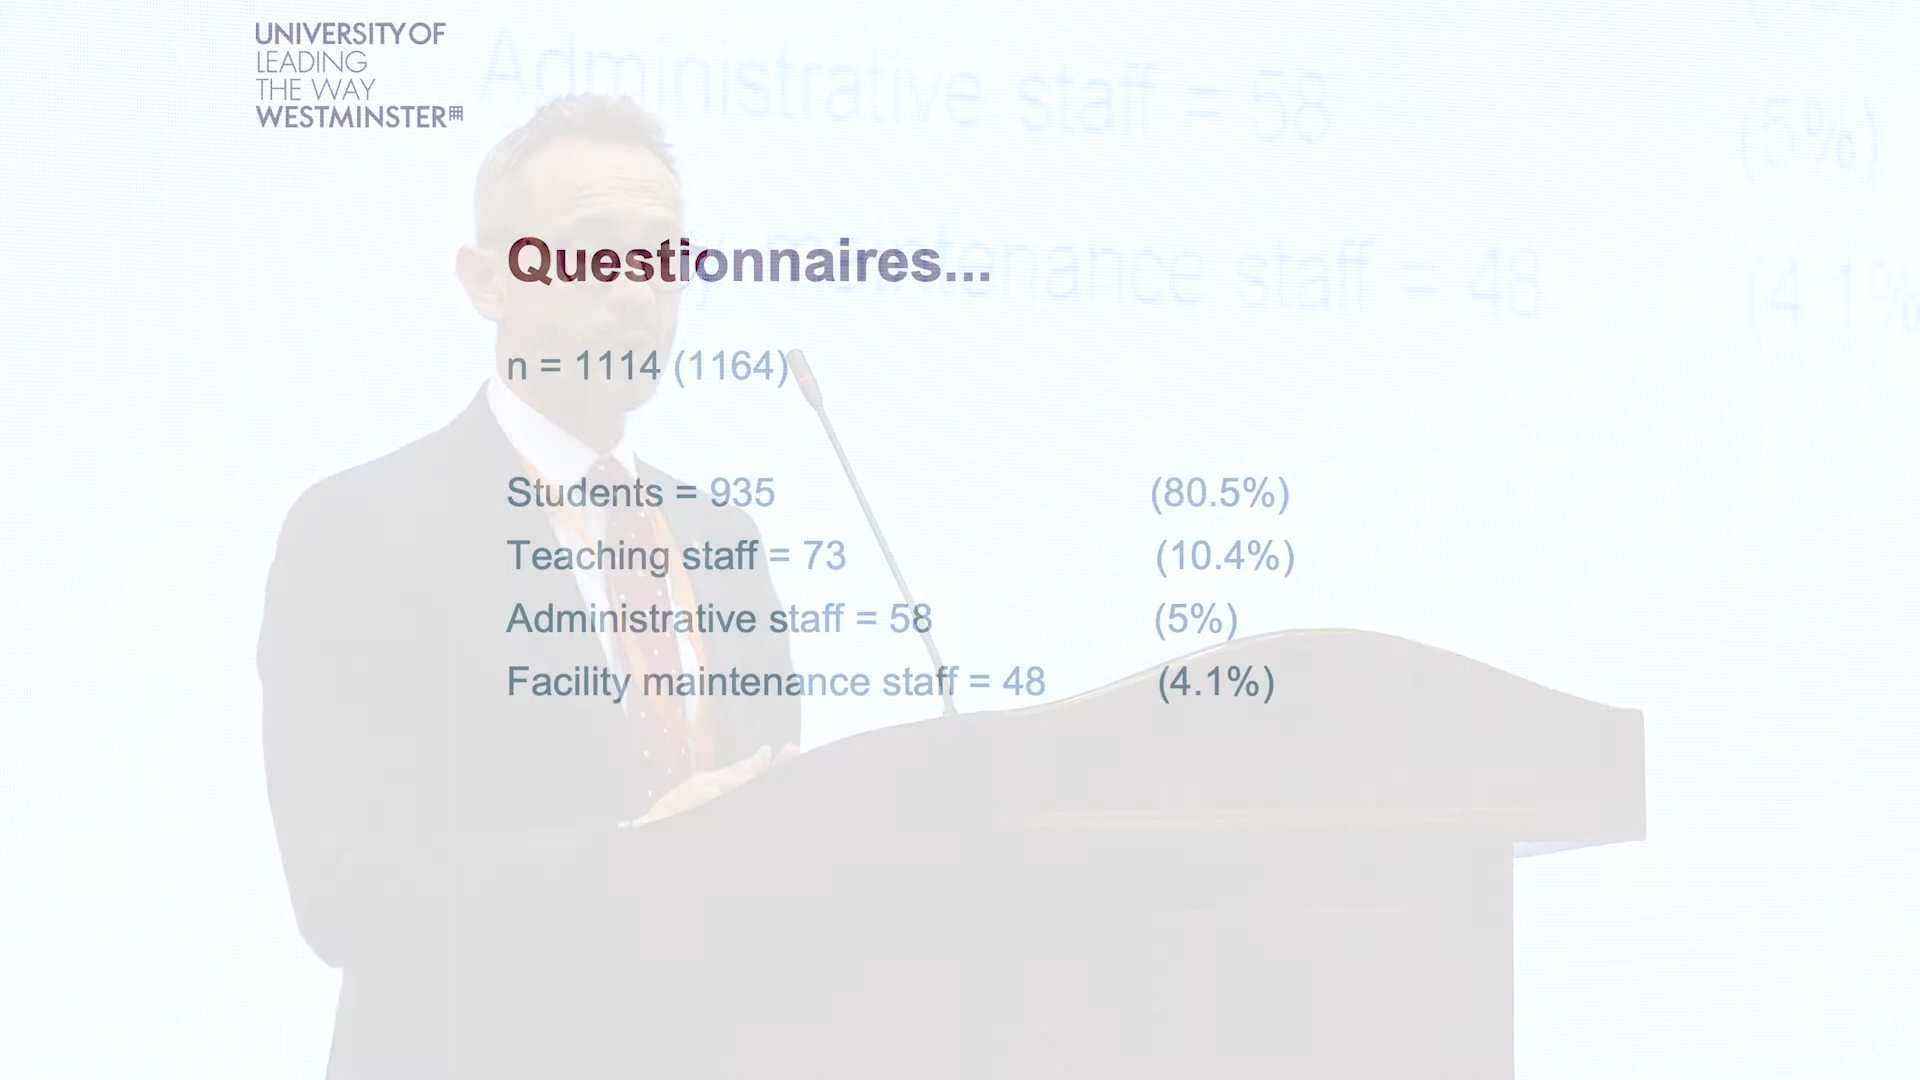 UNIVERSITY OF
LEADING
THE WAY
WESTMINSTER
Administrative staff = 58 (5%)
maintenance staff = 48 (4.1%
Questionnaires...
n = 1114 (1164)
Students = 935 (80.5%)
Teaching staff = 73 (10.4%)
Administrative staff = 58 (5%)
Facility maintenance staff = 48 (4.1%)